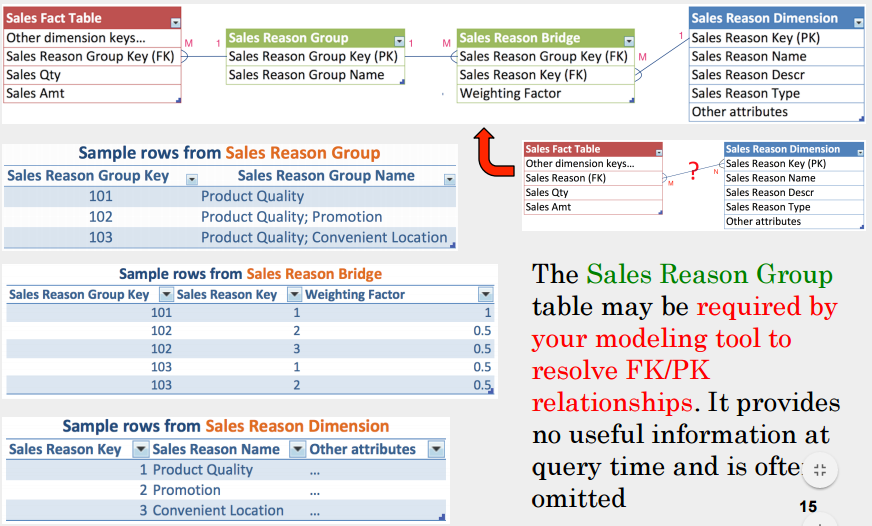 Sales Fact Table
Other dimension keys...
Sales Reason Group Key (FK)
Sales Qty
Sales Amt
M
1
Sales Reason Group
Sales Reason Group Key (PK)
Sales Reason Group Name
1
M
Sales Reason Bridge
Sales Reason Group Key (FK)
Sales Reason Key (FK)
Weighting Factor
M
1
Sales Reason Dimension
Sales Reason Key (PK)
Sales Reason Name
Sales Reason Descr
Sales Reason Type
Other attributes
Sample rows from Sales Reason Group
Sales Reason Group Key Sales Reason Group Name
101 Product Quality
102 Product Quality; Promotion
103 Product Quality; Convenient Location
Sales Fact Table
Other dimension keys...
Sales Reason (FK)
Sales Qty
Sales Amt
M
?
N
Sales Reason Dimension
Sales Reason Key (PK)
Sales Reason Name
Sales Reason Descr
Sales Reason Type
Other attributes
Sample rows from Sales Reason Bridge
Sales Reason Group Key Sales Reason Key Weighting Factor
101 1 1
102 2 0.5
102 3 0.5
103 1 0.5
103 2 0.5
Sample rows from Sales Reason Dimension
Sales Reason Key Sales Reason Name Other attributes
1 Product Quality ...
2 Promotion ...
3 Convenient Location ...
The Sales Reason Group
table may be required by
your modeling tool to
resolve FK/PK
relationships. It provides
no useful information at
query time and is
omitted
15